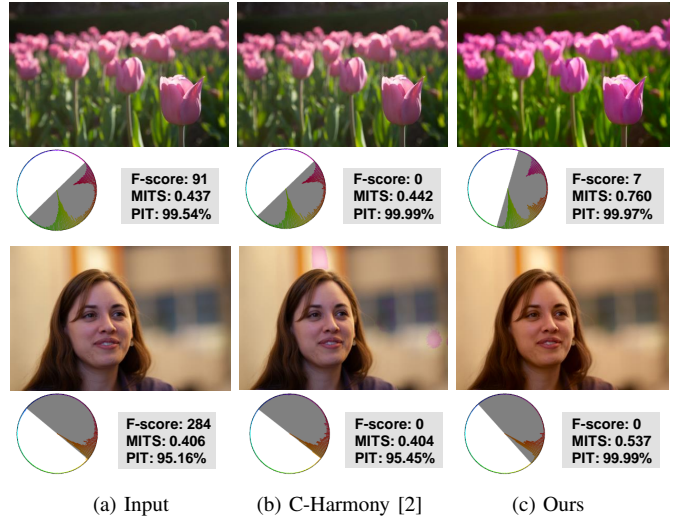 F-score: 91
MITS: 0.437
PIT: 99.54%
F-score: 0
MITS: 0.442
PIT: 99.99%
F-score: 7
MITS: 0.760
PIT: 99.97%
F-score: 284
MITS: 0.406
PIT: 95.16%
F-score: 0
MITS: 0.404
PIT: 95.45%
F-score: 0
MITS: 0.537
PIT: 99.99%
(a) Input
(b) C-Harmony [2]
(c) Ours